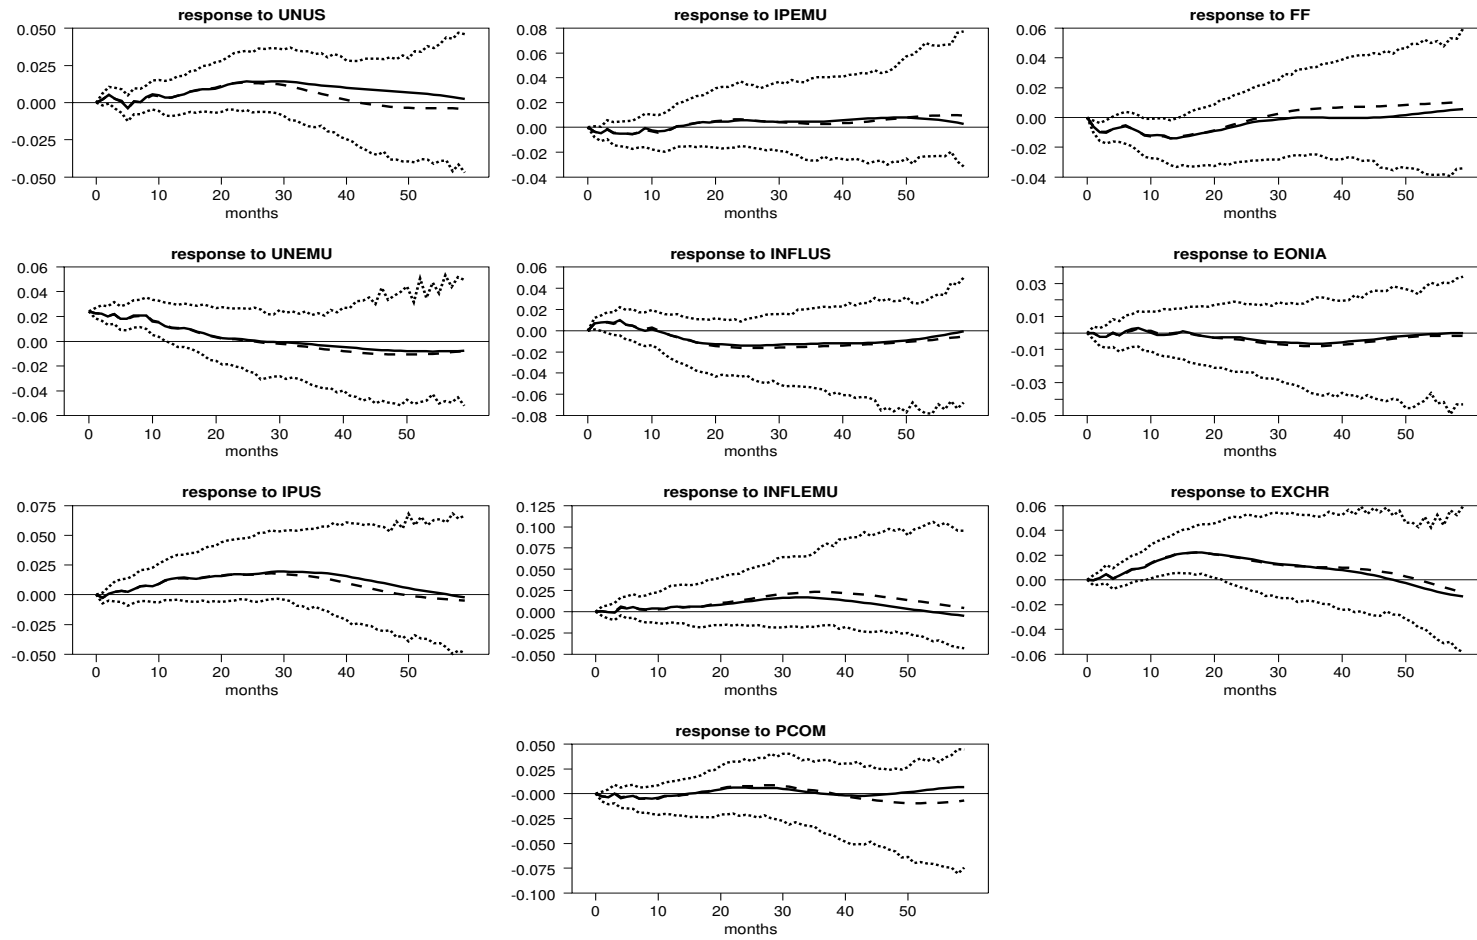 response to UNUS
0.050
0.025
0.000
-0.025
-0.050
0 10 20 30 40 50
months
response to IPEMU
0.08
0.06
0.04
0.02
0.00
-0.02
-0.04
0 10 20 30 40 50
months
response to FF
0.06
0.04
0.02
0.00
-0.02
-0.04
0 10 20 30 40 50
months
response to UNEMU
0.06
0.04
0.02
0.00
-0.02
-0.04
-0.06
0 10 20 30 40 50
months
response to INFLUS
0.06
0.04
0.02
0.00
-0.02
-0.04
-0.06
-0.08
0 10 20 30 40 50
months
response to EONIA
0.03
0.01
-0.01
-0.03
-0.05
0 10 20 30 40 50
months
response to IPUS
0.075
0.050
0.025
0.000
-0.025
-0.050
0 10 20 30 40 50
months
response to INFLEMU
0.125
0.100
0.075
0.050
0.025
0.000
-0.025
-0.050
0 10 20 30 40 50
months
response to EXCHR
0.06
0.04
0.02
0.00
-0.02
-0.04
-0.06
0 10 20 30 40 50
months
response to PCOM
0.050
0.025
-0.000
-0.025
-0.050
-0.075
-0.100
0 10 20 30 40 50
months